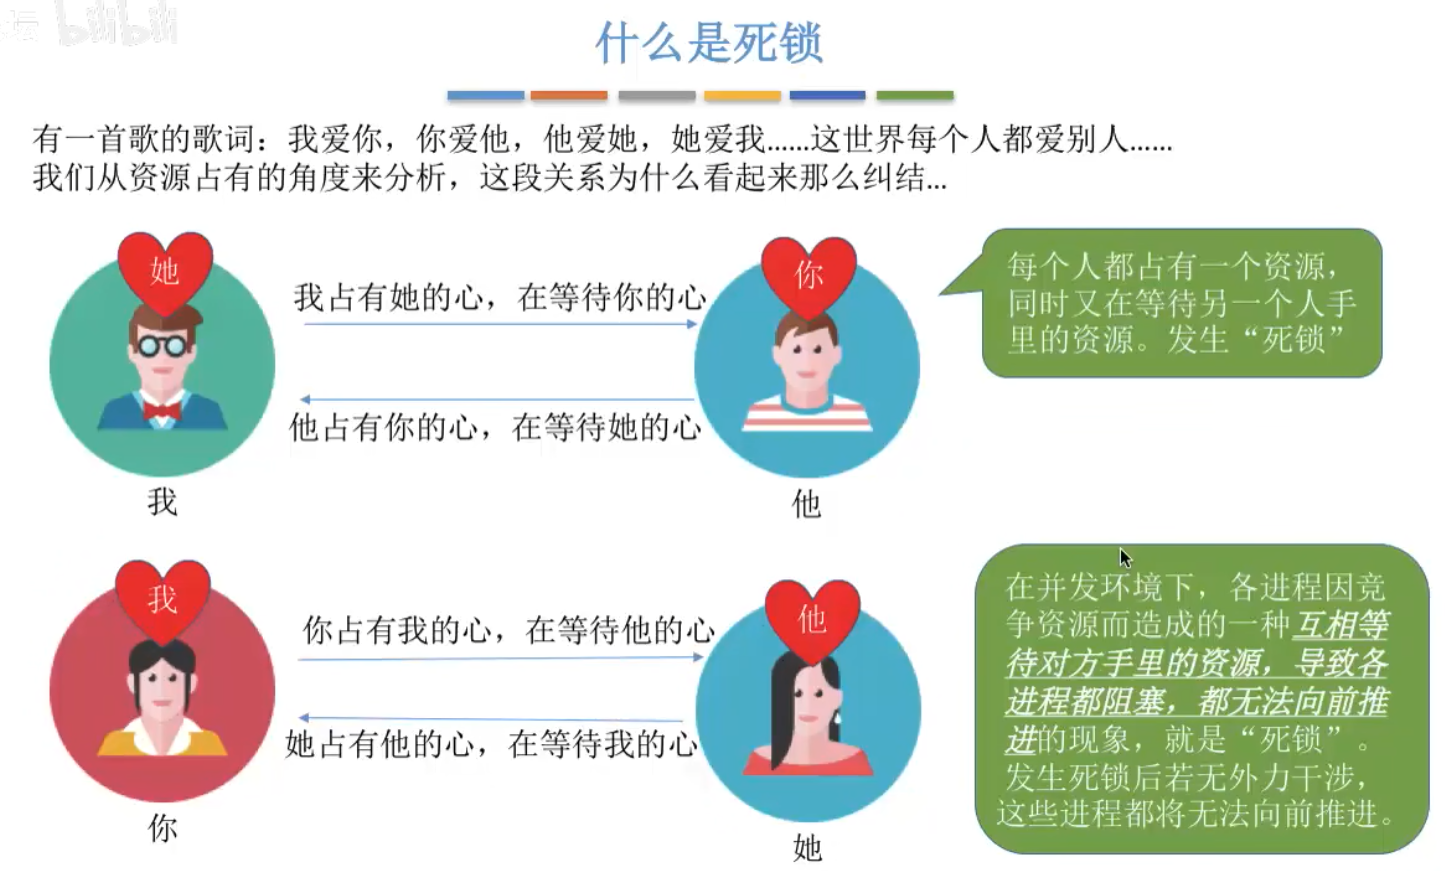 坛 bilibili
什么是死锁
有一首歌的歌词：我爱你，你爱他，他爱她，她爱我……这世界每个人都爱别人……
我们从资源占有的角度来分析，这段关系为什么看起来那么纠结...
她
我占有她的心，在等待你的心
他占有你的心，在等待她的心
我
你
他
每个人都占有一个资源，
同时又在等待另一个人手
里的资源。发生“死锁”
我
你占有我的心，在等待他的心
她占有他的心，在等待我的心
你
他
她
在并发环境下，各进程因竞
争资源而造成的一种互相等
待对方手里的资源，导致各
进程都阻塞，都无法向前推
进的现象，就是“死锁”。
发生死锁后若无外力干涉，
这些进程都将无法向前推进。